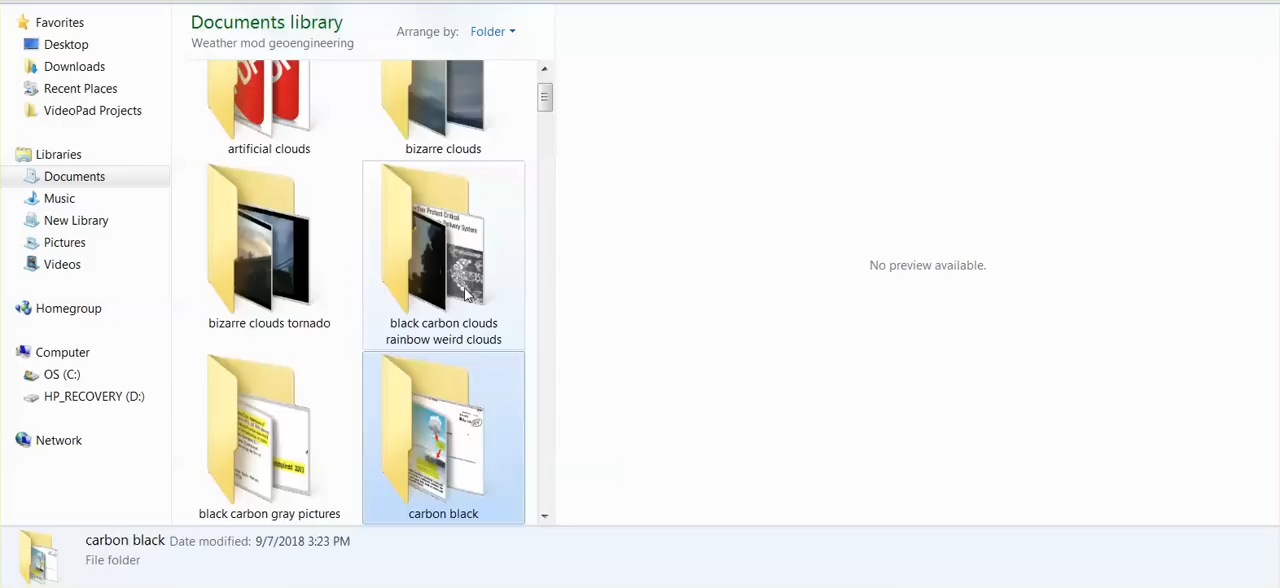 Favorites
Desktop
Downloads
Recent Places
VideoPad Projects
Libraries
Documents
Music
New Library
Pictures
Videos
Homegroup
Computer
OS (C:)
HP_RECOVERY (D:)
Network
Documents library
Weather mod geoengineering
Arrange by: Folder
artificial clouds
bizarre clouds
bizarre clouds tornado
black carbon clouds
rainbow weird clouds
black carbon gray pictures
carbon black
No preview available.
carbon black Date modified: 9/7/2018 3:23 PM
File folder